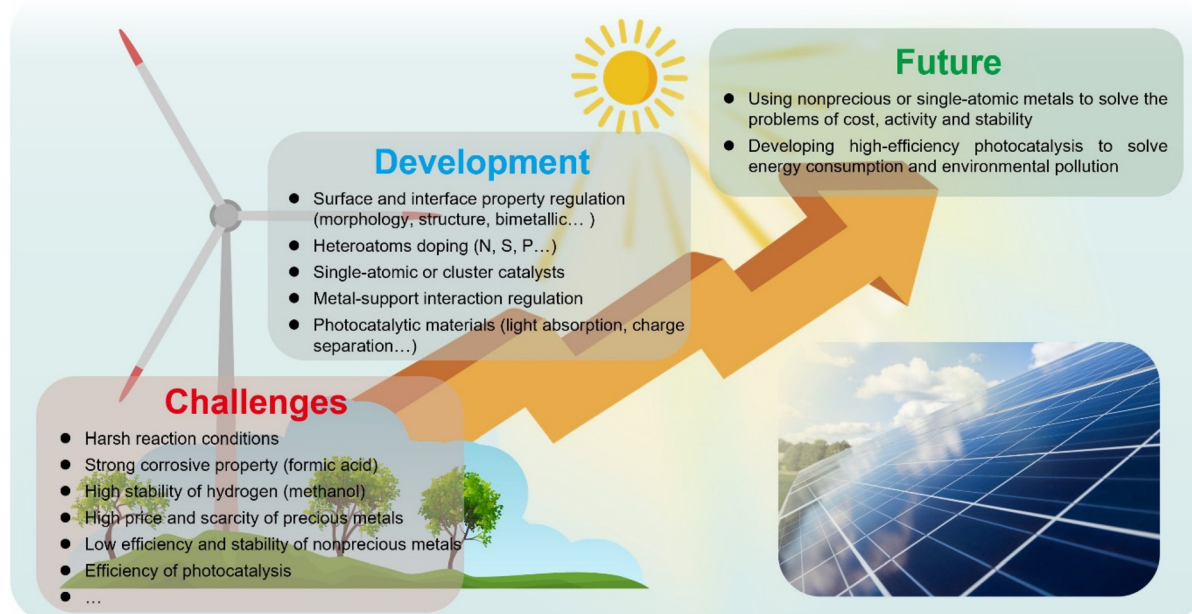 Future
● Using nonprecious or single-atomic metals to solve the
problems of cost, activity and stability
● Developing high-efficiency photocatalysis to solve
energy consumption and environmental pollution
Development
● Surface and interface property regulation
(morphology, structure, bimetallic… )
● Heteroatoms doping (N, S, P…)
● Single-atomic or cluster catalysts
● Metal-support interaction regulation
● Photocatalytic materials (light absorption, charge
separation…)
Challenges
● Harsh reaction conditions
● Strong corrosive property (formic acid)
● High stability of hydrogen (methanol)
● High price and scarcity of precious metals
● Low efficiency and stability of nonprecious metals
● Efficiency of photocatalysis
● …